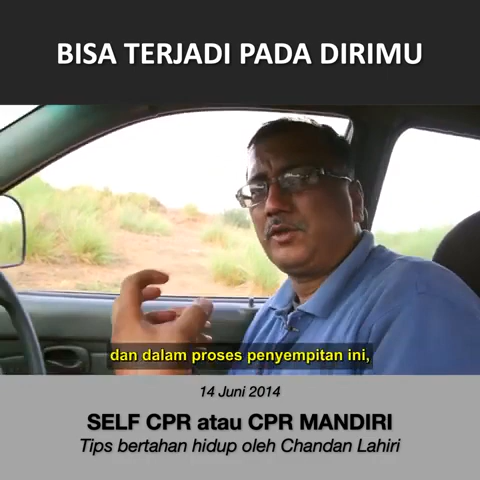 BISA TERJADI PADA DIRIMU
dan dalam proses penyempitan ini,
14 Juni 2014
SELF CPR atau CPR MANDIRI
Tips bertahan hidup oleh Chandan Lahiri